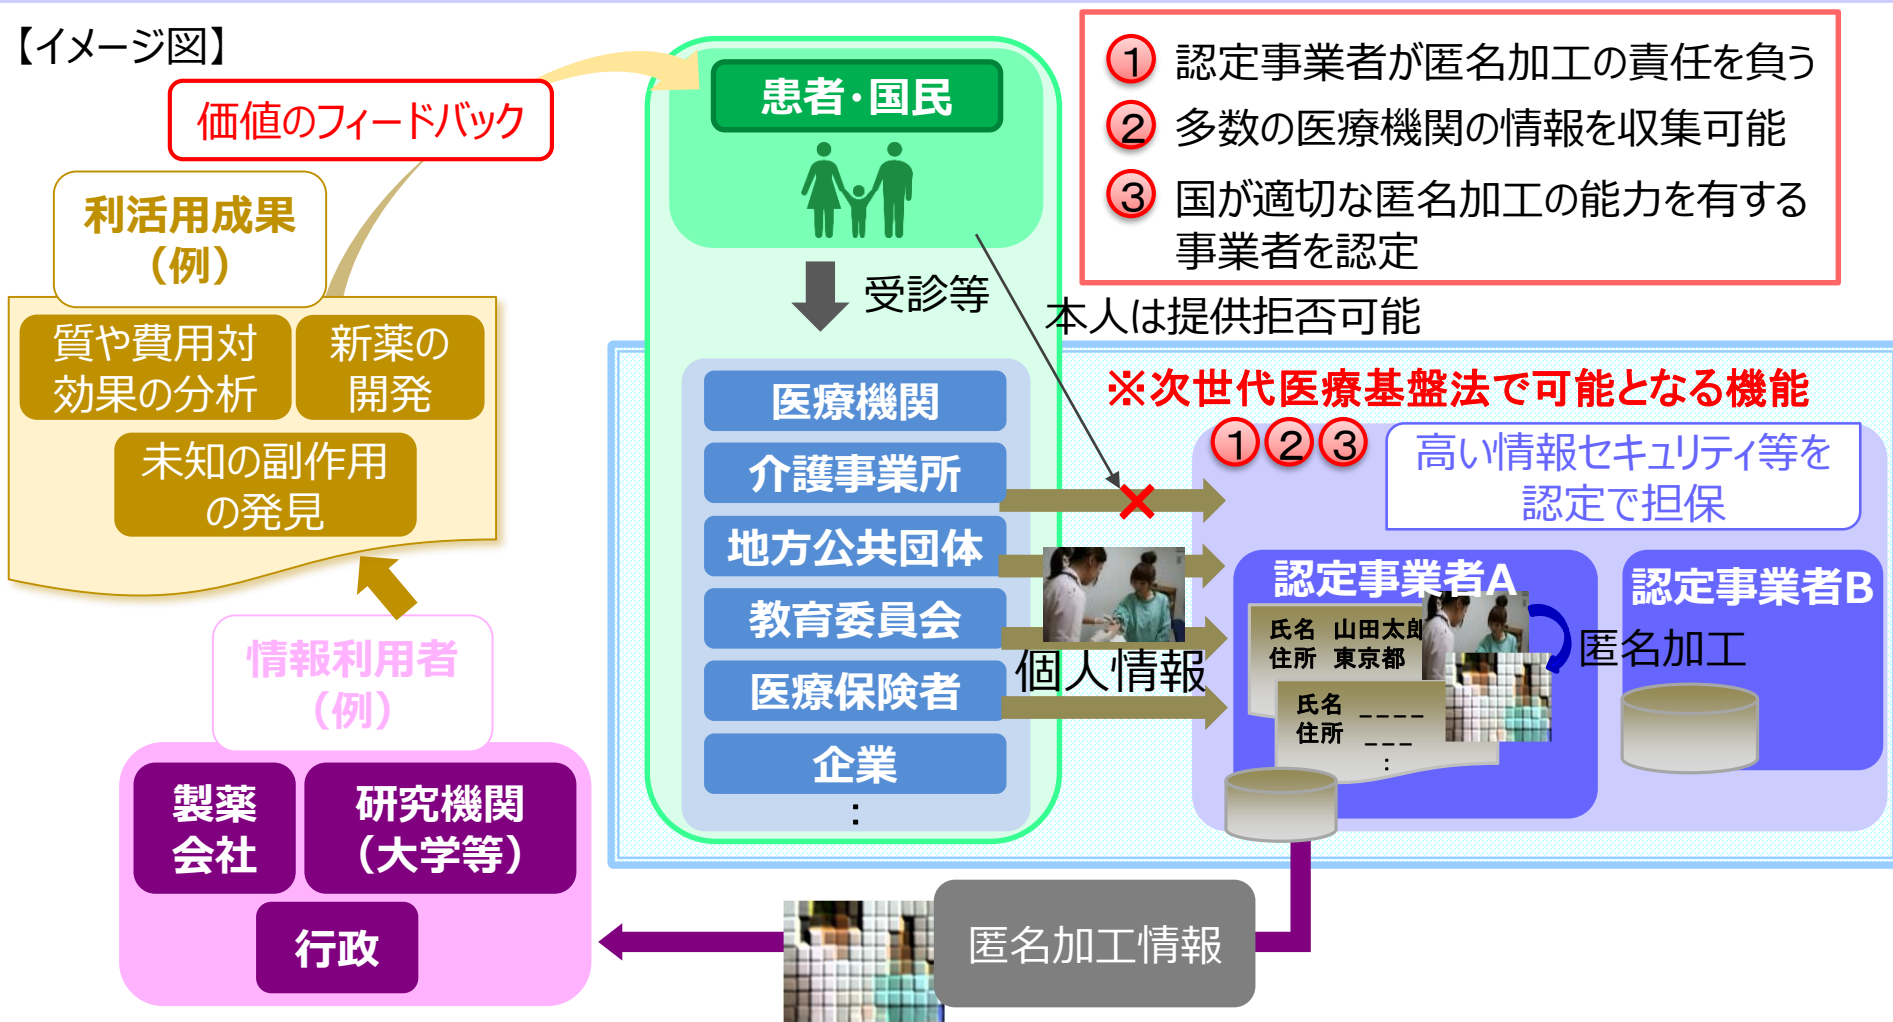 【イメージ図】
価値のフィードバック
利活用成果
（例）
質や費用対
効果の分析
新薬の
開発
未知の副作用
の発見
情報利用者
（例）
製薬
会社
研究機関
（大学等）
行政
患者・国民
受診等
医療機関
介護事業所
地方公共団体
教育委員会
医療保険者
企業
：
① 認定事業者が匿名加工の責任を負う
② 多数の医療機関の情報を収集可能
③ 国が適切な匿名加工の能力を有する
事業者を認定
本人は提供拒否可能
※次世代医療基盤法で可能となる機能
①②③
高い情報セキュリティ等を
認定で担保
個人情報
認定事業者A
氏名 山田太郎
住所 東京都
氏名 ____
住所 ___
：
匿名加工
認定事業者B
匿名加工情報